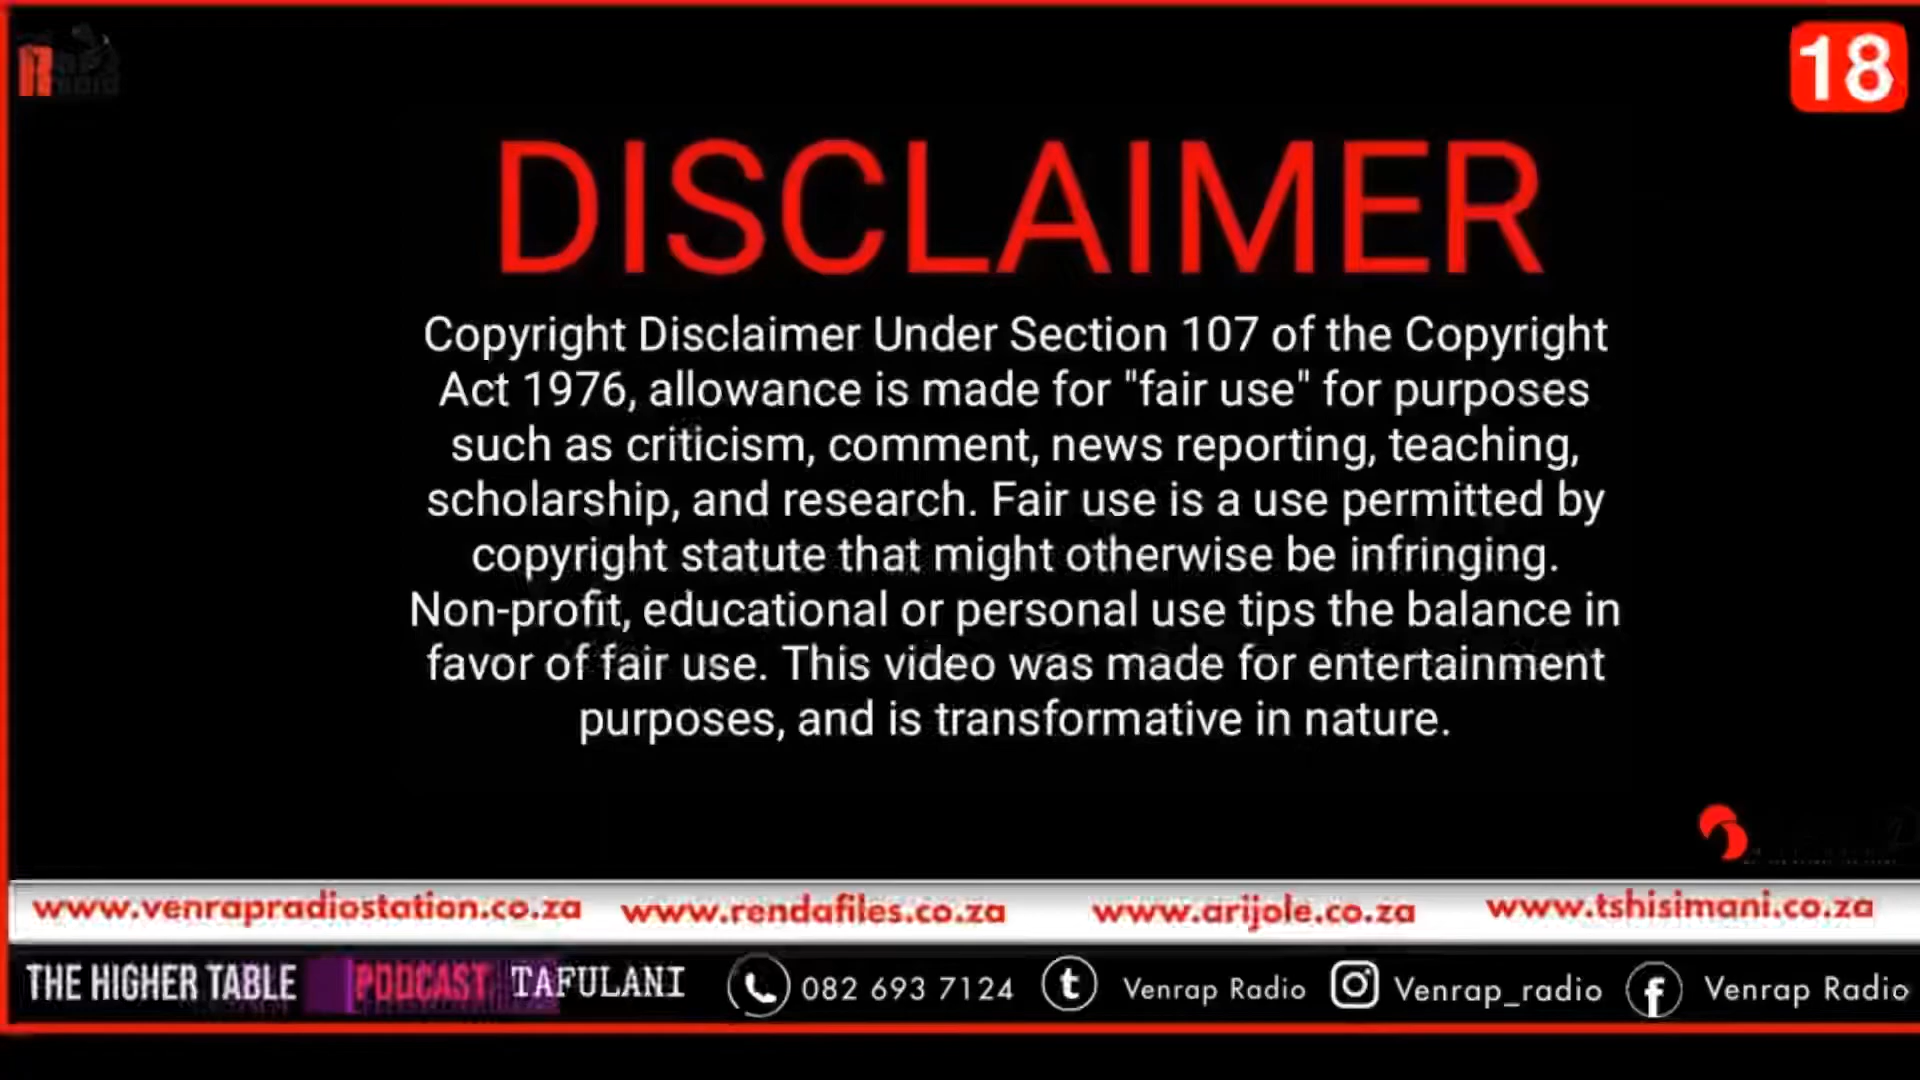 18
DISCLAIMER
Copyright Disclaimer Under Section 107 of the Copyright
Act 1976, allowance is made for "fair use" for purposes
such as criticism, comment, news reporting, teaching,
scholarship, and research. Fair use is a use permitted by
copyright statute that might otherwise be infringing.
Non-profit, educational or personal use tips the balance in
favor of fair use. This video was made for entertainment
purposes, and is transformative in nature.
www.venrapradiostation.co.za www.rendafiles.co.za www.arijole.co.za www.tshisimani.co.za
THE HIGHER TABLE PODCAST TAFULANI 082 693 7124 Venrap Radio Venrap_radio Venrap Radio